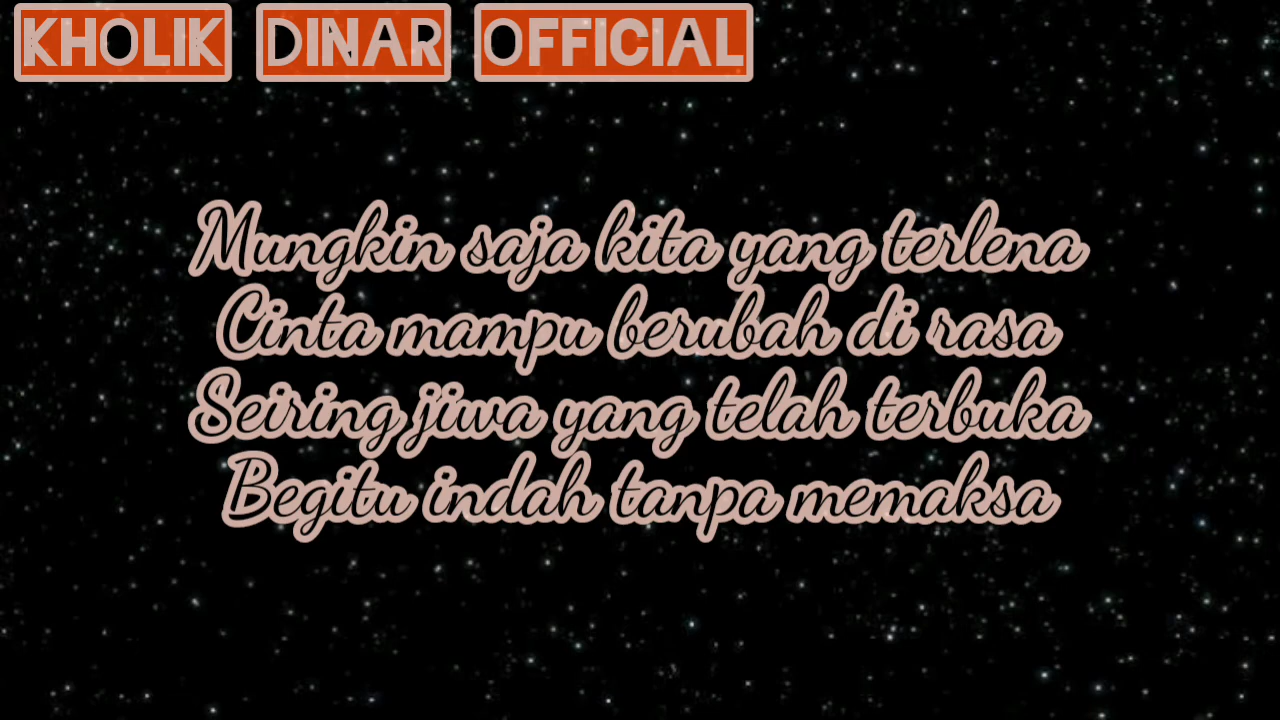 KHOLIK DINAR OFFICIAL
Mungkin saja kita yang terlena
Cinta mampu berubah di rasa
Seiring jiwa yang telah terbuka
Begitu indah tanpa memaksa